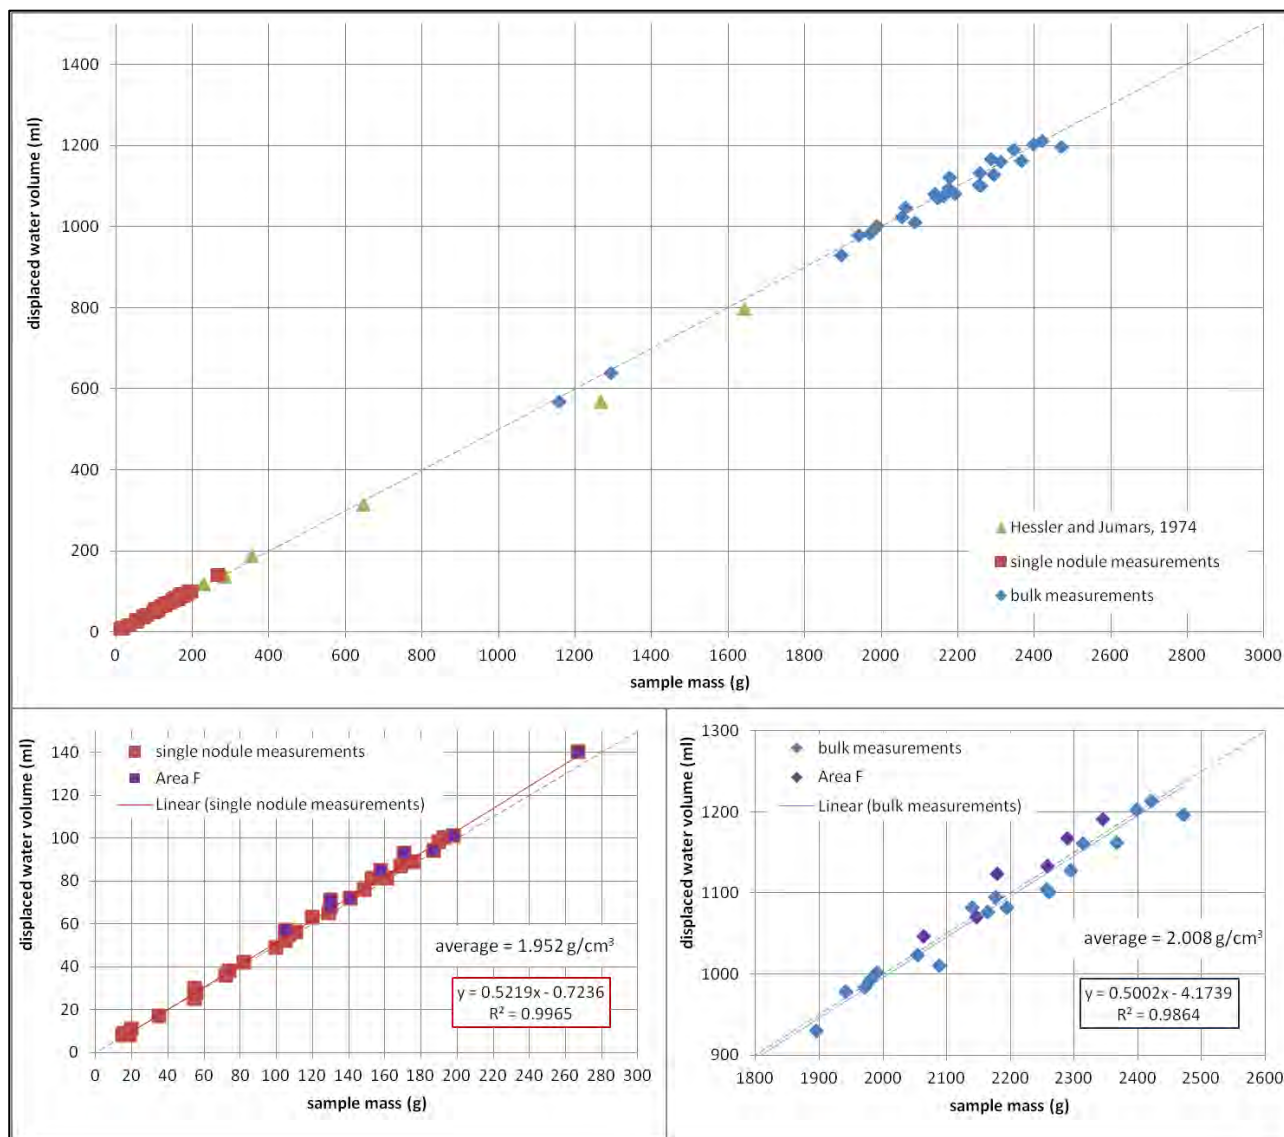 1400
1200
1000
800
600
400
200
0
displaced water volume (ml)
Hessler and Jumars, 1974
single nodule measurements
bulk measurements
0 200 400 600 800 1000 1200 1400 1600 1800 2000 2200 2400 2600 2800 3000
sample mass (g)
140
120
100
80
60
40
20
0
displaced water volume (ml)
single nodule measurements
Area F
Linear (single nodule measurements)
average = 1.952 g/cm³
y = 0.5219x - 0.7236
R² = 0.9965
0 20 40 60 80 100 120 140 160 180 200 220 240 260 280 300
sample mass (g)
1300
1200
1100
1000
900
displaced water volume (ml)
bulk measurements
Area F
Linear (bulk measurements)
average = 2.008 g/cm³
y = 0.5002x - 4.1739
R² = 0.9864
1800 1900 2000 2100 2200 2300 2400 2500 2600
sample mass (g)